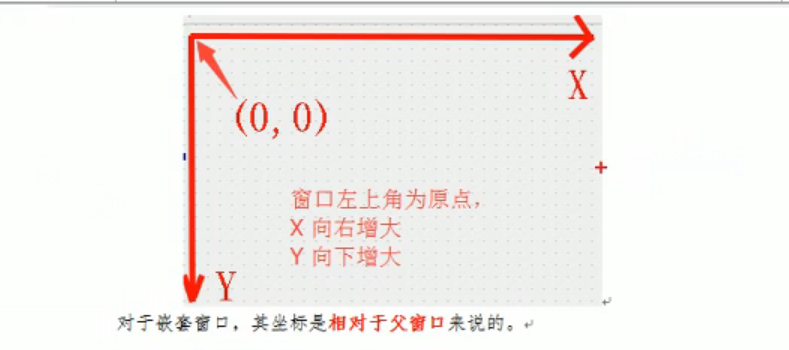 X
(0,0)
窗口左上角为原点，
X 向右增大
Y 向下增大
Y
对于嵌套窗口，其坐标是相对于父窗口来说的。